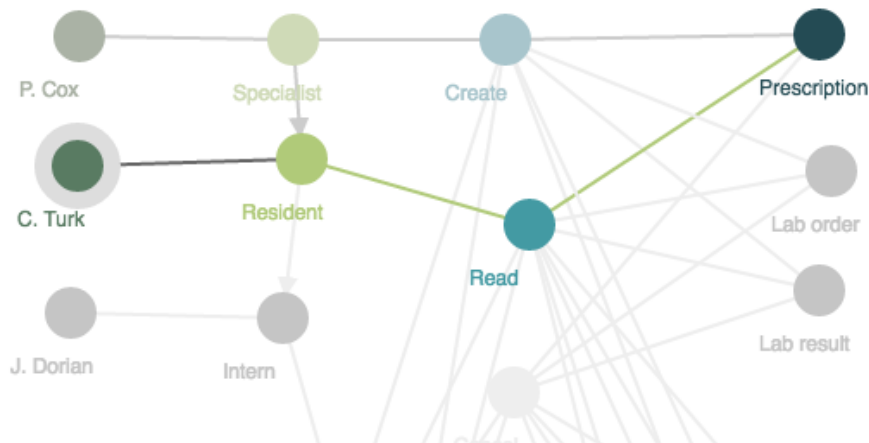 P. Cox
Specialist
Create
Prescription
C. Turk
Resident
Lab order
Read
J. Dorian
Intern
Lab result